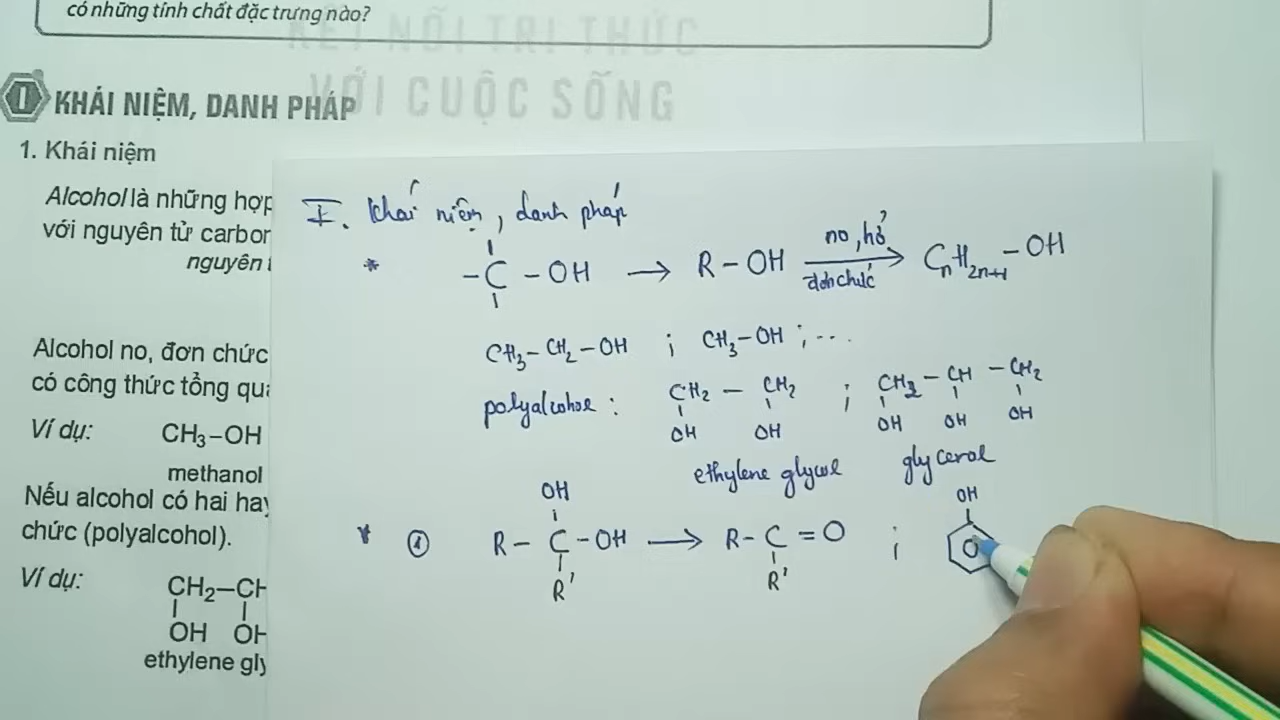 có những tính chất đặc trưng nào?
KẾT NỐI TRI THỨC
VỚI CUỘC SỐNG
I KHÁI NIỆM, DANH PHÁP
1. Khái niệm
Alcohol là những hợp
với nguyên tử carbon
nguyên t
Alcohol no, đơn chức
có công thức tổng quá
Ví dụ: CH3–OH
methanol
Nếu alcohol có hai hay
chức (polyalcohol).
Ví dụ: CH2–CH
OH OH
ethylene gly
I. Khái niệm, danh pháp
* –C–OH → R–OH no, hở đơn chức → CnH2n+1–OH
CH3–CH2–OH ; CH3–OH ; ...
polyalcohol : CH2 – CH2 ; CH2 – CH – CH2
OH OH OH OH OH
ethylene glycol glycerol
OH OH
* ① R – C – OH → R – C = O ;
R' R'